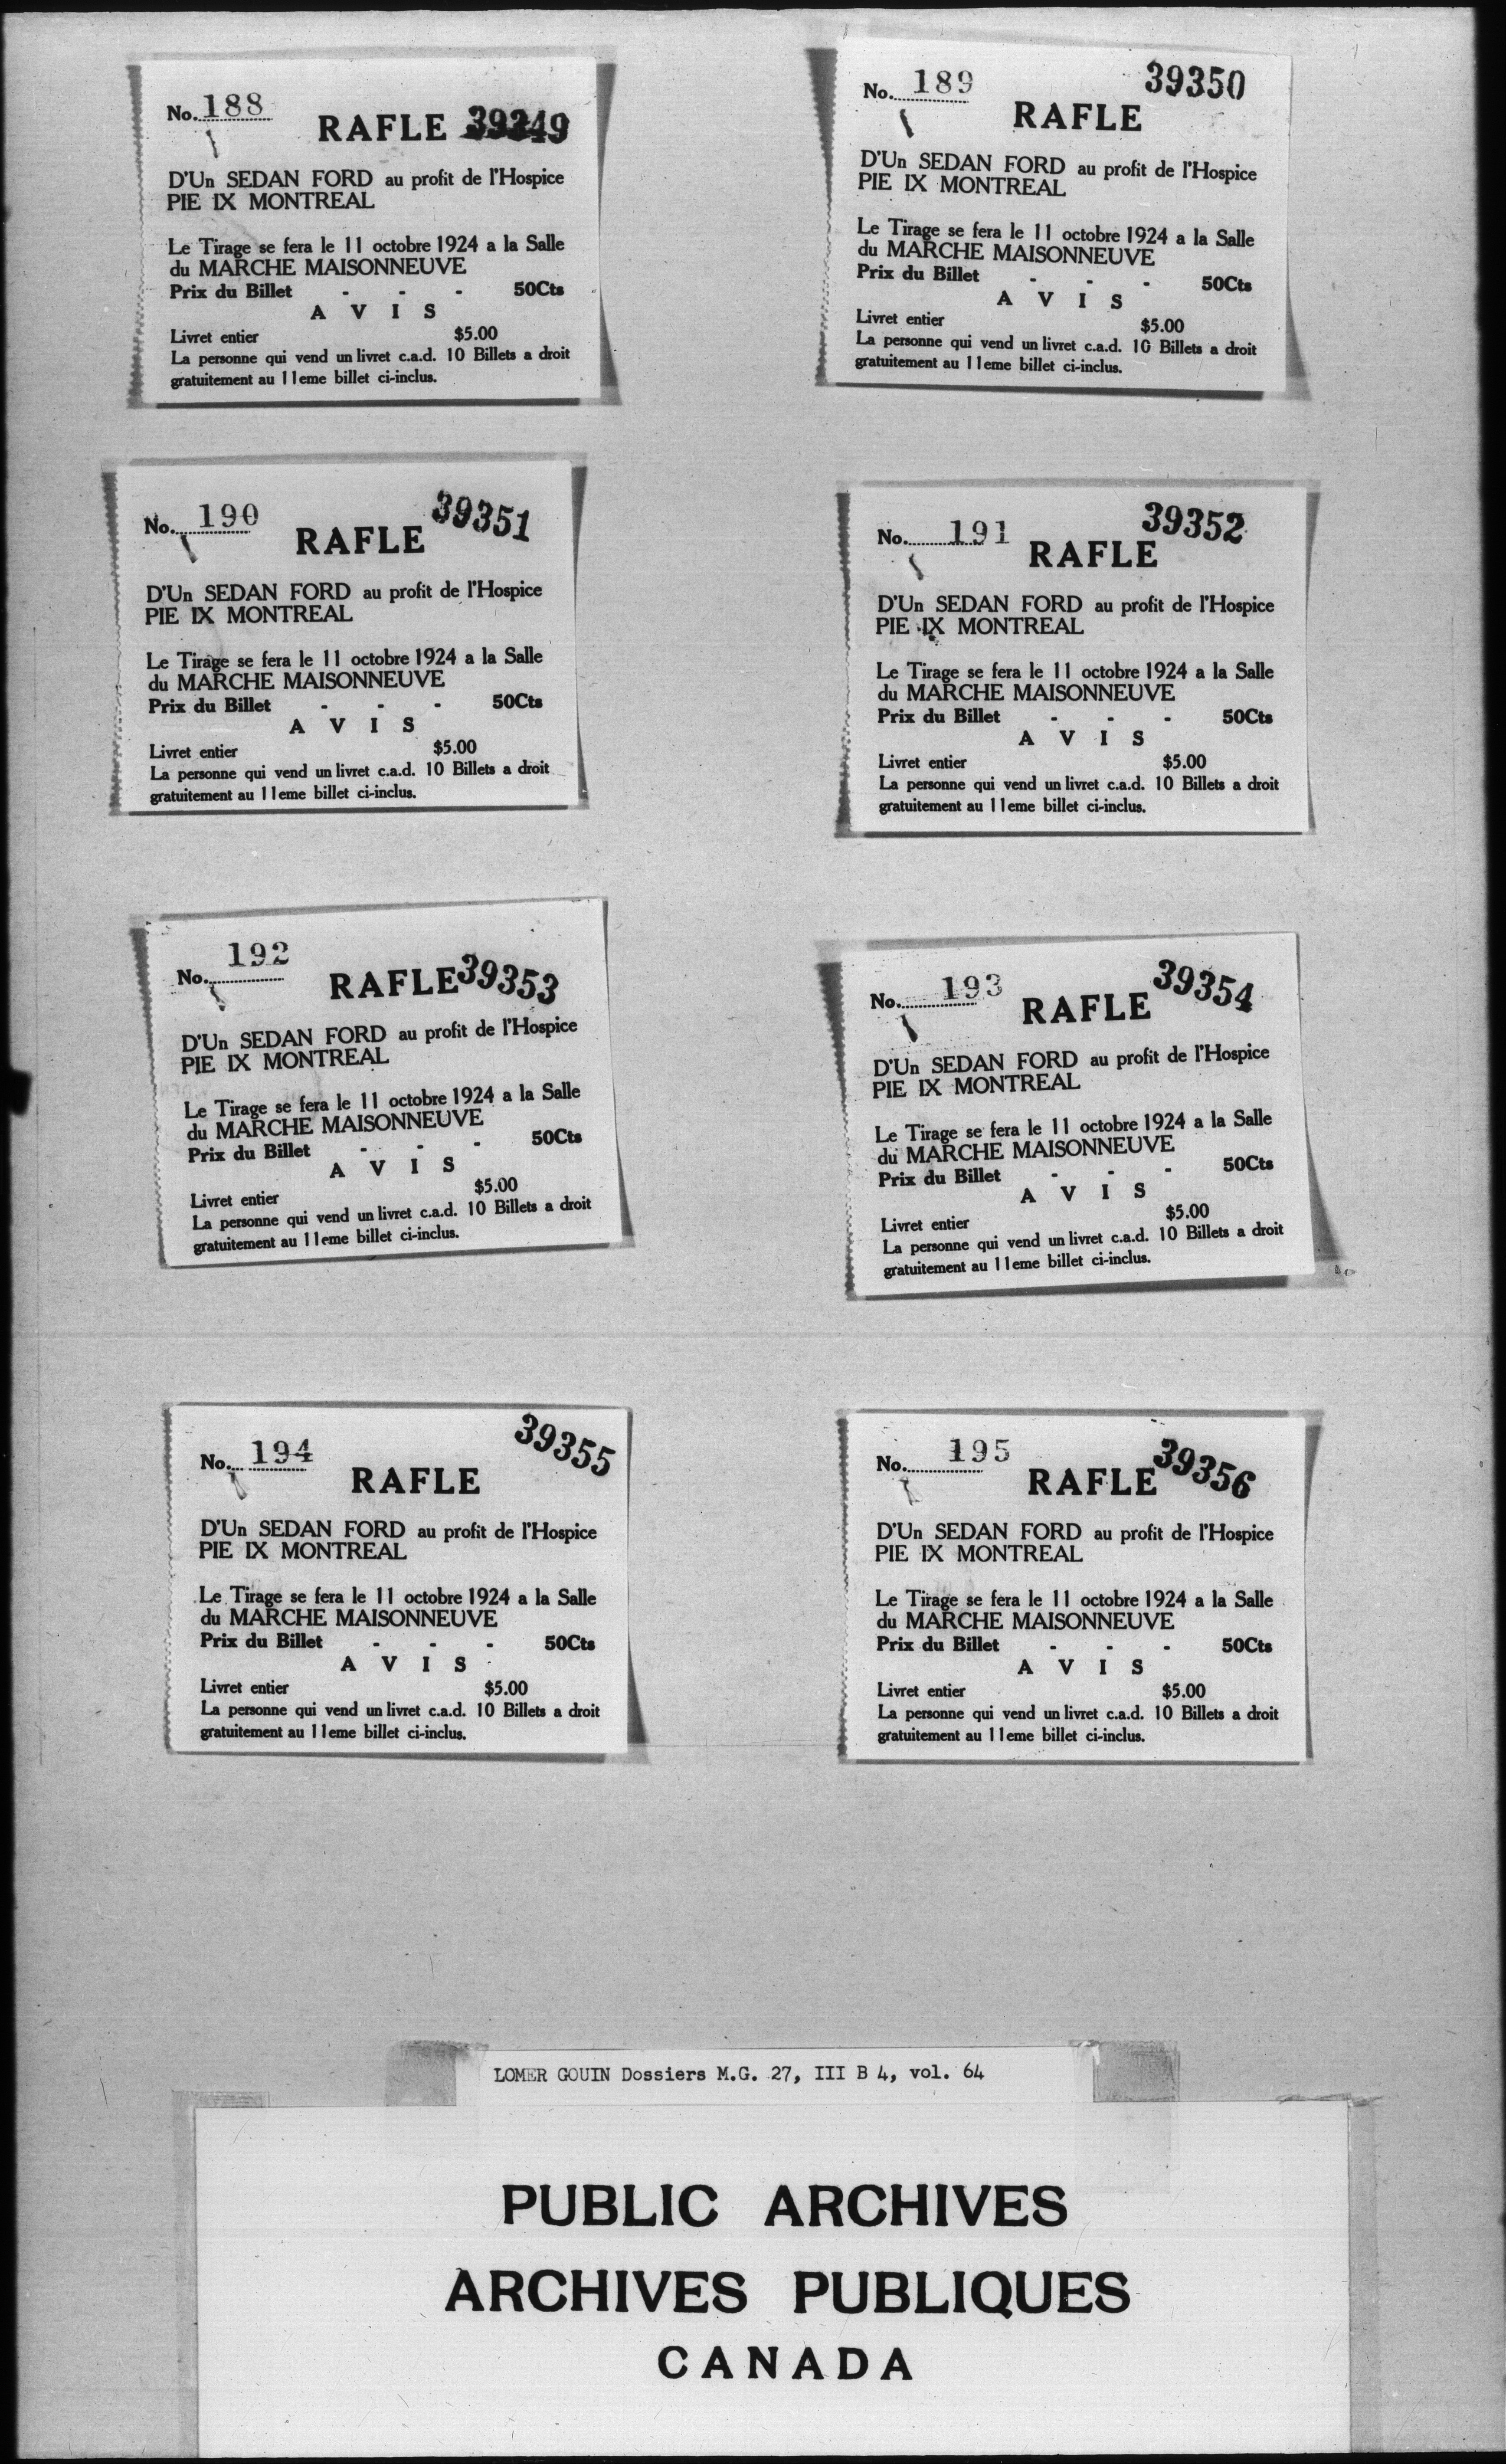 No. 188
RAFLE 39349
D'Un SEDAN FORD au profit de l'Hospice
PIE IX MONTREAL
Le Tirage se fera le 11 octobre 1924 a la Salle
du MARCHE MAISONNEUVE
Prix du Billet - - - 50Cts
A V I S
Livret entier $5.00
La personne qui vend un livret c.a.d. 10 Billets a droit
gratuitement au 11eme billet ci-inclus.
No. 189 39350
RAFLE
D'Un SEDAN FORD au profit de l'Hospice
PIE IX MONTREAL
Le Tirage se fera le 11 octobre 1924 a la Salle
du MARCHE MAISONNEUVE
Prix du Billet - - - 50Cts
A V I S
Livret entier $5.00
La personne qui vend un livret c.a.d. 10 Billets a droit
gratuitement au 11eme billet ci-inclus.
No. 190 39351
RAFLE
D'Un SEDAN FORD au profit de l'Hospice
PIE IX MONTREAL
Le Tirage se fera le 11 octobre 1924 a la Salle
du MARCHE MAISONNEUVE
Prix du Billet - - - 50Cts
A V I S
Livret entier $5.00
La personne qui vend un livret c.a.d. 10 Billets a droit
gratuitement au 11eme billet ci-inclus.
No. 191 39352
RAFLE
D'Un SEDAN FORD au profit de l'Hospice
PIE IX MONTREAL
Le Tirage se fera le 11 octobre 1924 a la Salle
du MARCHE MAISONNEUVE
Prix du Billet - - - 50Cts
A V I S
Livret entier $5.00
La personne qui vend un livret c.a.d. 10 Billets a droit
gratuitement au 11eme billet ci-inclus.
No. 192
RAFLE 39353
D'Un SEDAN FORD au profit de l'Hospice
PIE IX MONTREAL
Le Tirage se fera le 11 octobre 1924 a la Salle
du MARCHE MAISONNEUVE
Prix du Billet - - - 50Cts
A V I S
Livret entier $5.00
La personne qui vend un livret c.a.d. 10 Billets a droit
gratuitement au 11eme billet ci-inclus.
No. 193 39354
RAFLE
D'Un SEDAN FORD au profit de l'Hospice
PIE IX MONTREAL
Le Tirage se fera le 11 octobre 1924 a la Salle
du MARCHE MAISONNEUVE
Prix du Billet - - - 50Cts
A V I S
Livret entier $5.00
La personne qui vend un livret c.a.d. 10 Billets a droit
gratuitement au 11eme billet ci-inclus.
No. 194 39355
RAFLE
D'Un SEDAN FORD au profit de l'Hospice
PIE IX MONTREAL
Le Tirage se fera le 11 octobre 1924 a la Salle
du MARCHE MAISONNEUVE
Prix du Billet - - - 50Cts
A V I S
Livret entier $5.00
La personne qui vend un livret c.a.d. 10 Billets a droit
gratuitement au 11eme billet ci-inclus.
No. 195 39356
RAFLE
D'Un SEDAN FORD au profit de l'Hospice
PIE IX MONTREAL
Le Tirage se fera le 11 octobre 1924 a la Salle
du MARCHE MAISONNEUVE
Prix du Billet - - - 50Cts
A V I S
Livret entier $5.00
La personne qui vend un livret c.a.d. 10 Billets a droit
gratuitement au 11eme billet ci-inclus.
LOMER GOUIN Dossiers M.G. 27, III B 4, vol. 64
PUBLIC ARCHIVES
ARCHIVES PUBLIQUES
CANADA